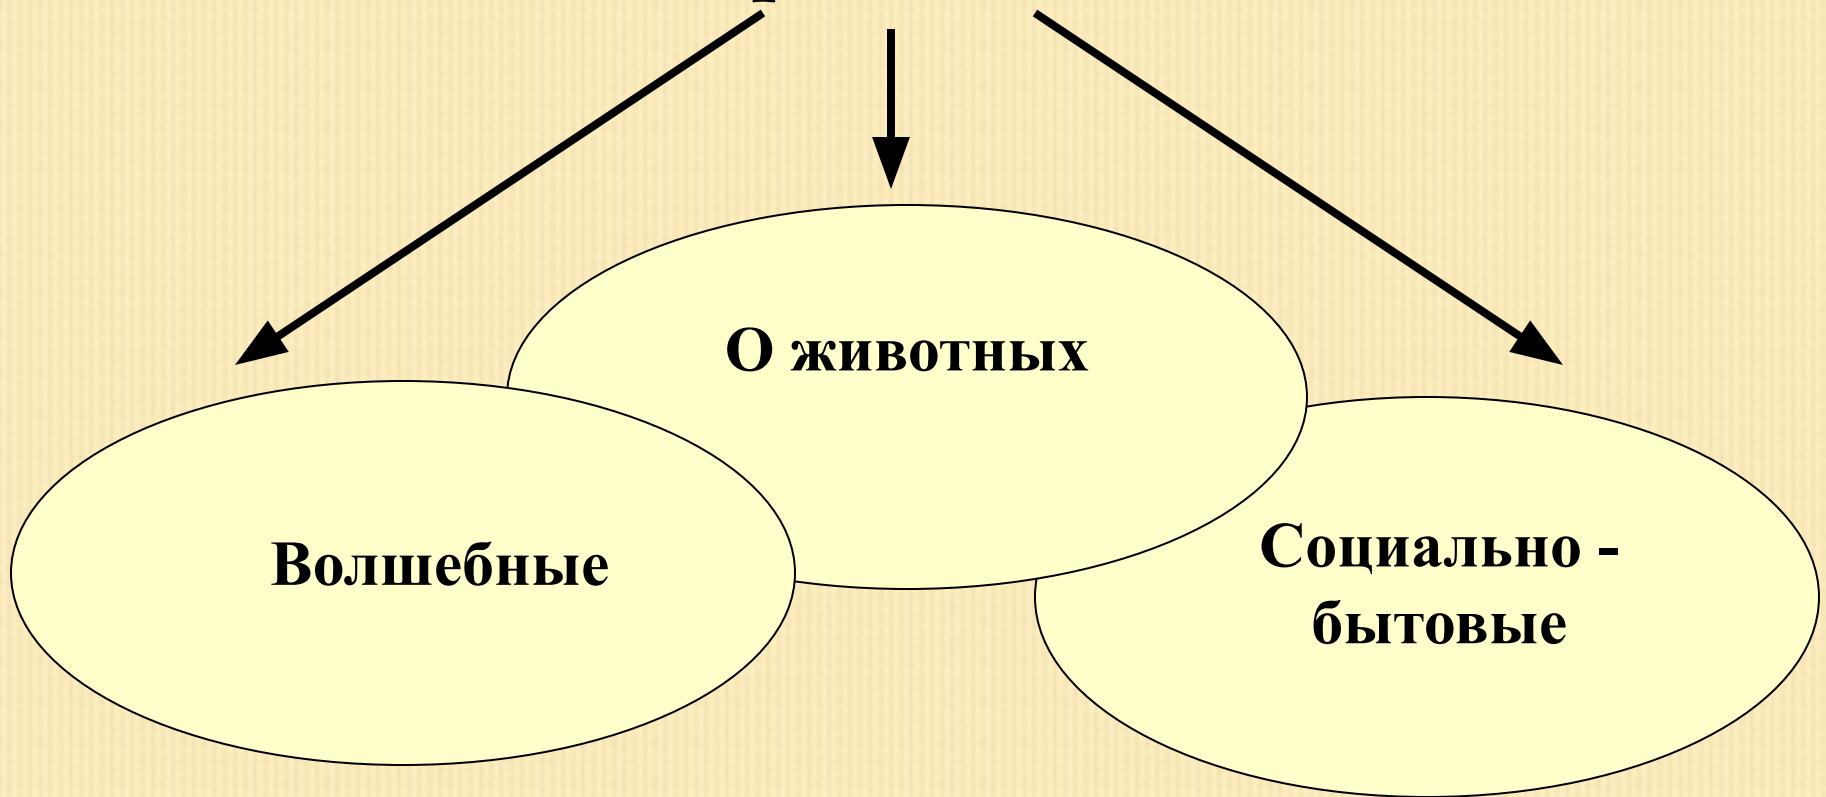 О животных
Волшебные
Социально -
бытовые